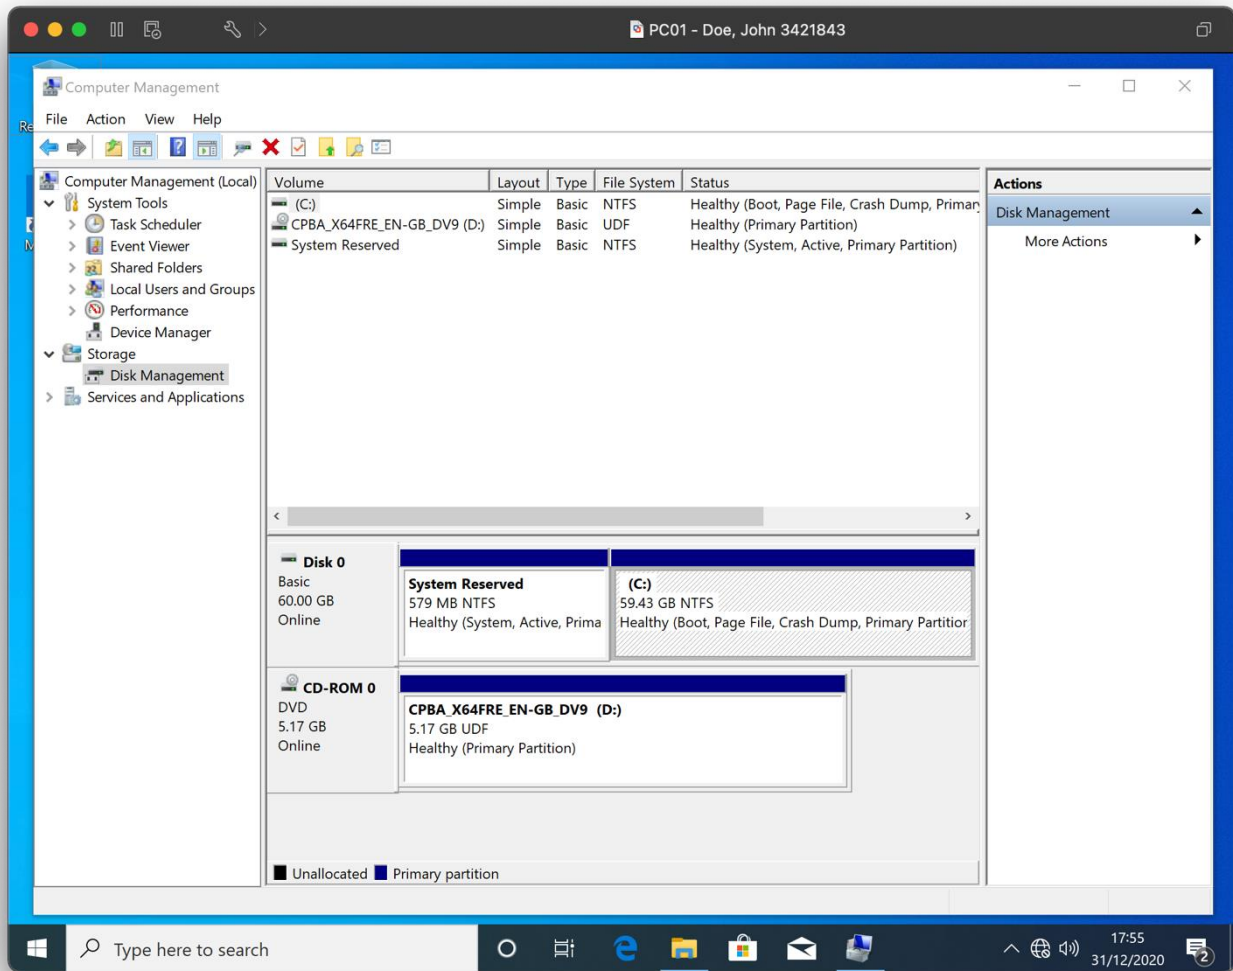 PC01 - Doe, John 3421843
Computer Management
File Action View Help
Computer Management (Local)
System Tools
Task Scheduler
Event Viewer
Shared Folders
Local Users and Groups
Performance
Device Manager
Storage
Disk Management
Services and Applications
Volume Layout Type File System Status
(C:) Simple Basic NTFS Healthy (Boot, Page File, Crash Dump, Primar
CPBA_X64FRE_EN-GB_DV9 (D:) Simple Basic UDF Healthy (Primary Partition)
System Reserved Simple Basic NTFS Healthy (System, Active, Primary Partition)
Actions
Disk Management
More Actions
Disk 0
Basic
60.00 GB
Online
System Reserved
579 MB NTFS
Healthy (System, Active, Prima
(C:)
59.43 GB NTFS
Healthy (Boot, Page File, Crash Dump, Primary Partitior
CD-ROM 0
DVD
5.17 GB
Online
CPBA_X64FRE_EN-GB_DV9 (D:)
5.17 GB UDF
Healthy (Primary Partition)
Unallocated Primary partition
Type here to search
17:55
31/12/2020
2